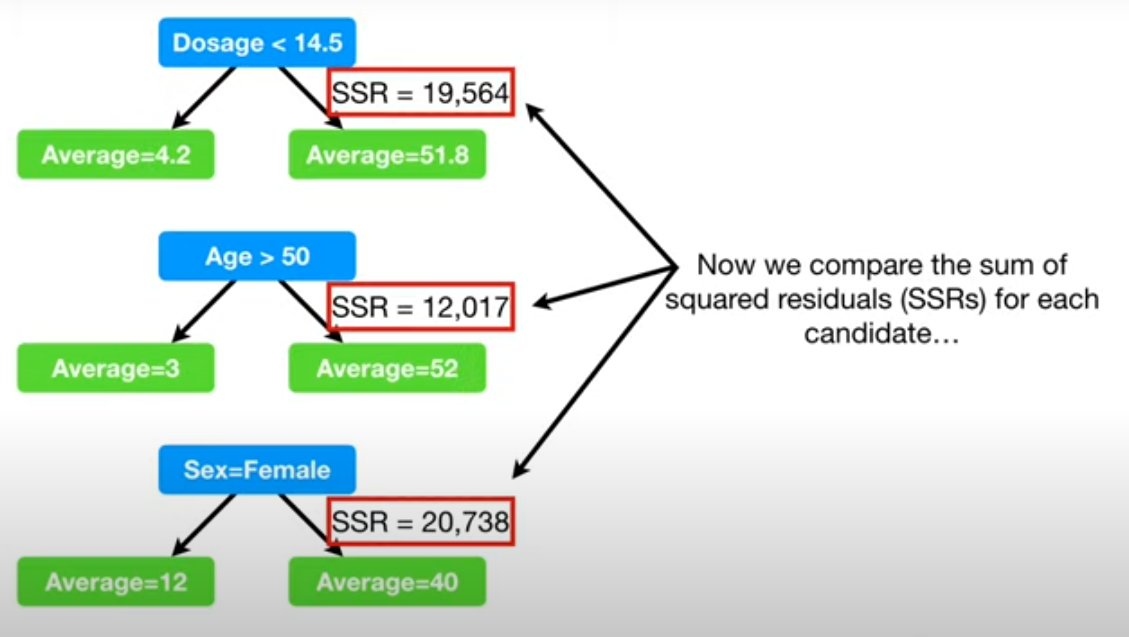 Dosage < 14.5
SSR = 19,564
Average=4.2
Average=51.8
Age > 50
SSR = 12,017
Average=3
Average=52
Sex=Female
SSR = 20,738
Average=12
Average=40
Now we compare the sum of
squared residuals (SSRs) for each
candidate…